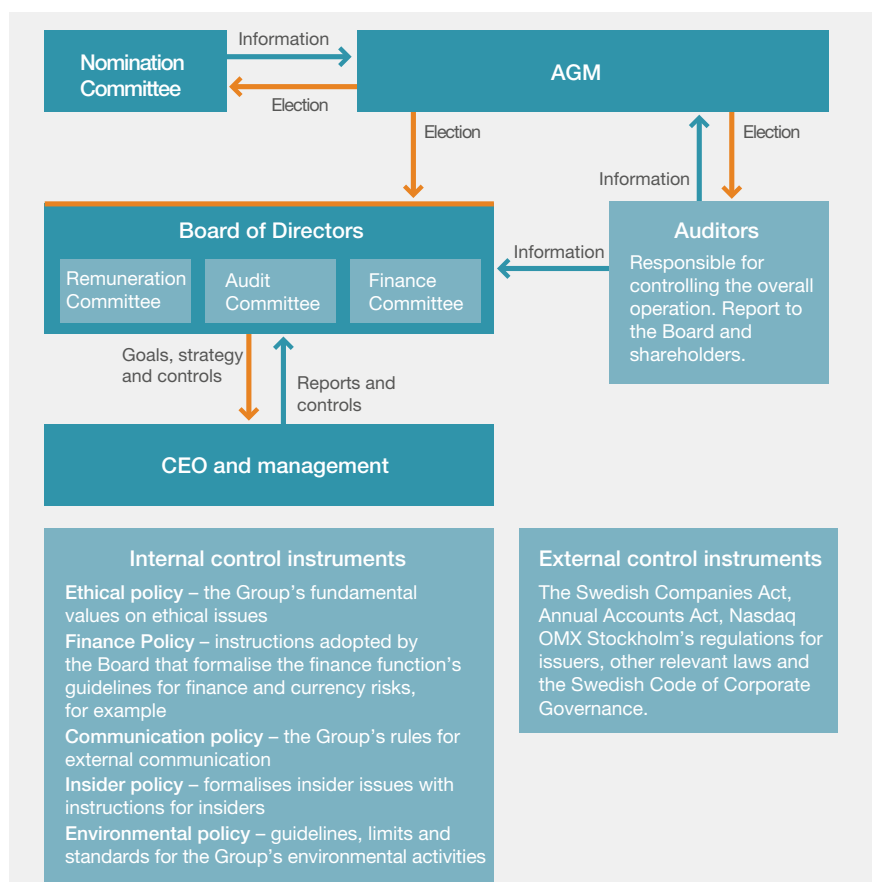 Information
Nomination
Committee
AGM
Election
Election
Election
Information
Board of Directors
Remuneration
Committee
Audit
Committee
Finance
Committee
Information
Auditors
Responsible for
controlling the overall
operation. Report to
the Board and
shareholders.
Goals, strategy
and controls
Reports and
controls
CEO and management
Internal control instruments
Ethical policy – the Group’s fundamental
values on ethical issues
Finance Policy – instructions adopted by
the Board that formalise the finance function’s
guidelines for finance and currency risks,
for example
Communication policy – the Group’s rules for
external communication
Insider policy – formalises insider issues with
instructions for insiders
Environmental policy – guidelines, limits and
standards for the Group’s environmental activities
External control instruments
The Swedish Companies Act,
Annual Accounts Act, Nasdaq
OMX Stockholm’s regulations for
issuers, other relevant laws and
the Swedish Code of Corporate
Governance.